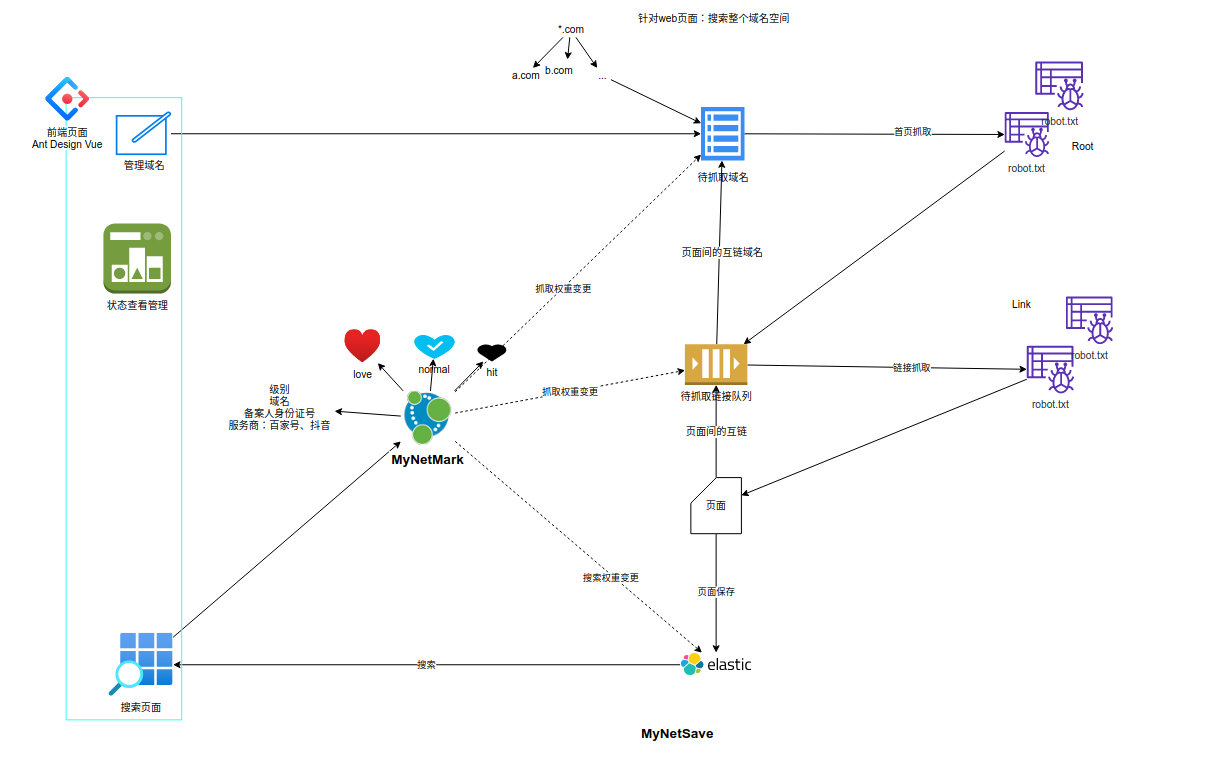 针对web页面：搜索整个域名空间
*.com
a.com
b.com
...
前端页面
Ant Design Vue
管理域名
待抓取域名
首页抓取
robot.txt
robot.txt
Root
状态查看管理
页面间的互链域名
抓取权重变更
love
normal
hit
级别
域名
备案人身份证号
服务商：百家号、抖音
MyNetMark
抓取权重变更
待抓取链接队列
链接抓取
Link
robot.txt
robot.txt
页面间的互链
页面
搜索权重变更
页面保存
elastic
搜索
搜索页面
MyNetSave